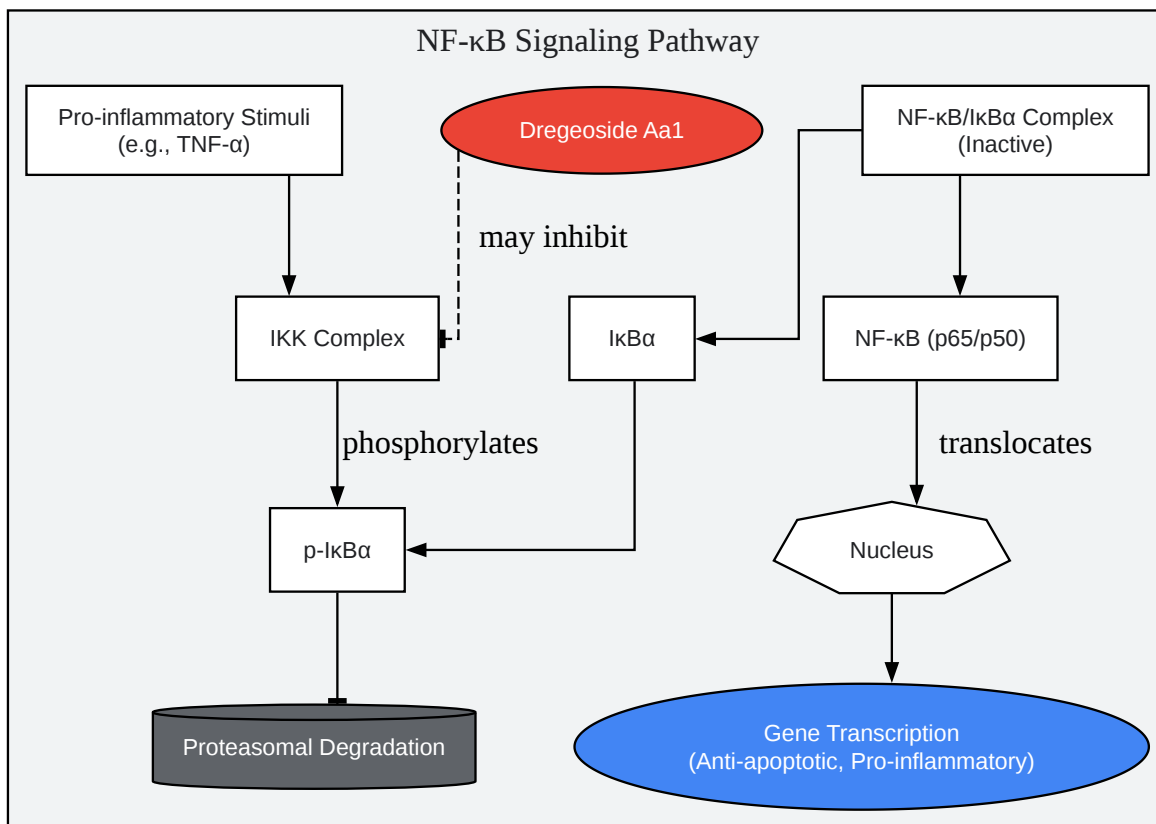 NF-κB Signaling Pathway
Pro-inflammatory Stimuli
(e.g., TNF-α)
Dregeoside Aa1
NF-κB/IκBα Complex
(Inactive)
may inhibit
IKK Complex
IκBα
NF-κB (p65/p50)
phosphorylates
translocates
p-IκBα
Nucleus
Proteasomal Degradation
Gene Transcription
(Anti-apoptotic, Pro-inflammatory)